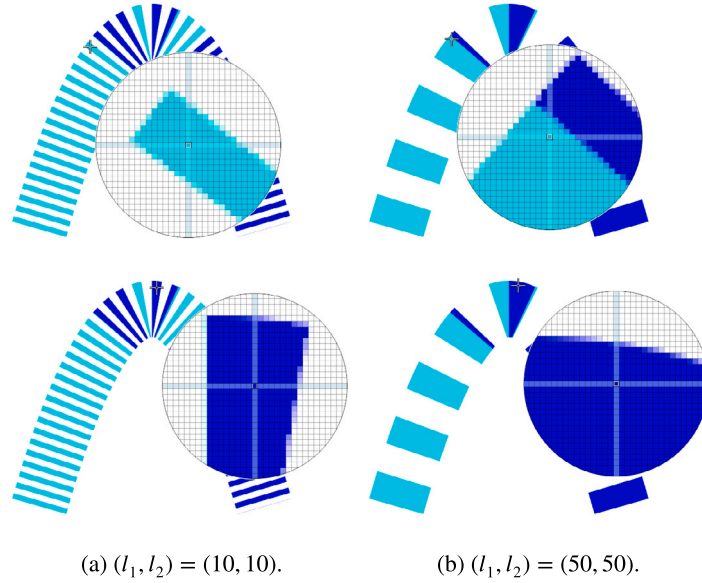 (a) (l₁, l₂) = (10, 10).
(b) (l₁, l₂) = (50, 50).